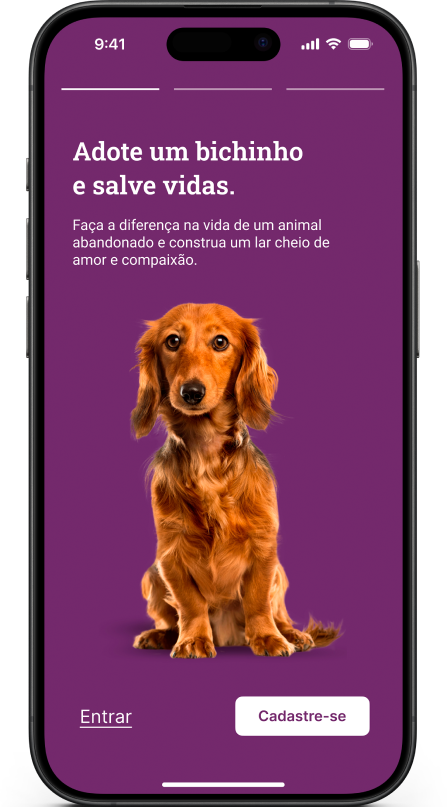 9:41
Adote um bichinho
e salve vidas.
Faça a diferença na vida de um animal
abandonado e construa um lar cheio de
amor e compaixão.
Entrar
Cadastre-se